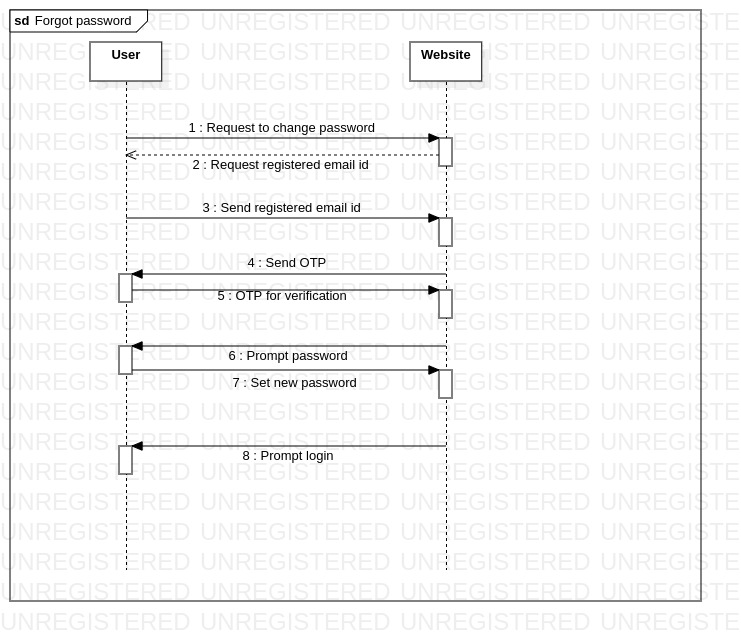 sd Forgot password
User
Website
1 : Request to change password
2 : Request registered email id
3 : Send registered email id
4 : Send OTP
5 : OTP for verification
6 : Prompt password
7 : Set new password
8 : Prompt login
UNREGISTERED UNREGISTERED UNREGISTERED